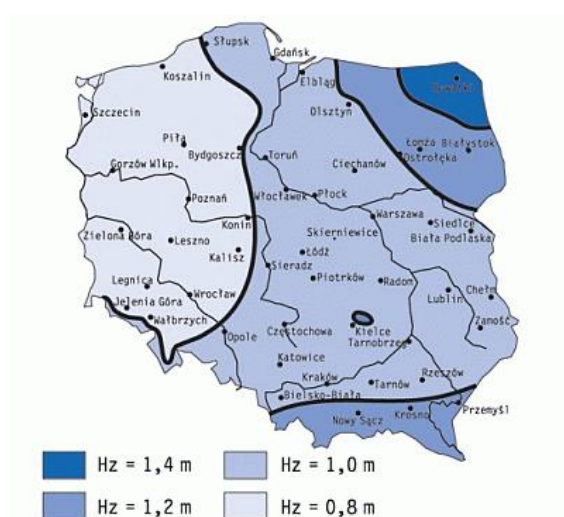 Słupsk
Gdańsk
Koszalin
Elbląg
Suwałki
Olsztyn
Szczecin
Piła
Bydgoszcz
Toruń
Łomża
Białystok
Ostrołęka
Gorzów Wlkp.
Ciechanów
Poznań
Włocławek
Płock
Konin
Warszawa
Siedlce
Zielona Góra
Leszno
Skierniewice
Biała Podlaska
Kalisz
Łódź
Sieradz
Legnica
Piotrków
Radom
Jelenia Góra
Wrocław
Lublin
Chełm
Wałbrzych
Opole
Częstochowa
Kielce
Zamość
Tarnobrzeg
Katowice
Kraków
Tarnów
Rzeszów
Bielsko-Biała
Nowy Sącz
Krosno
Przemyśl
Hz = 1,4 m
Hz = 1,0 m
Hz = 1,2 m
Hz = 0,8 m